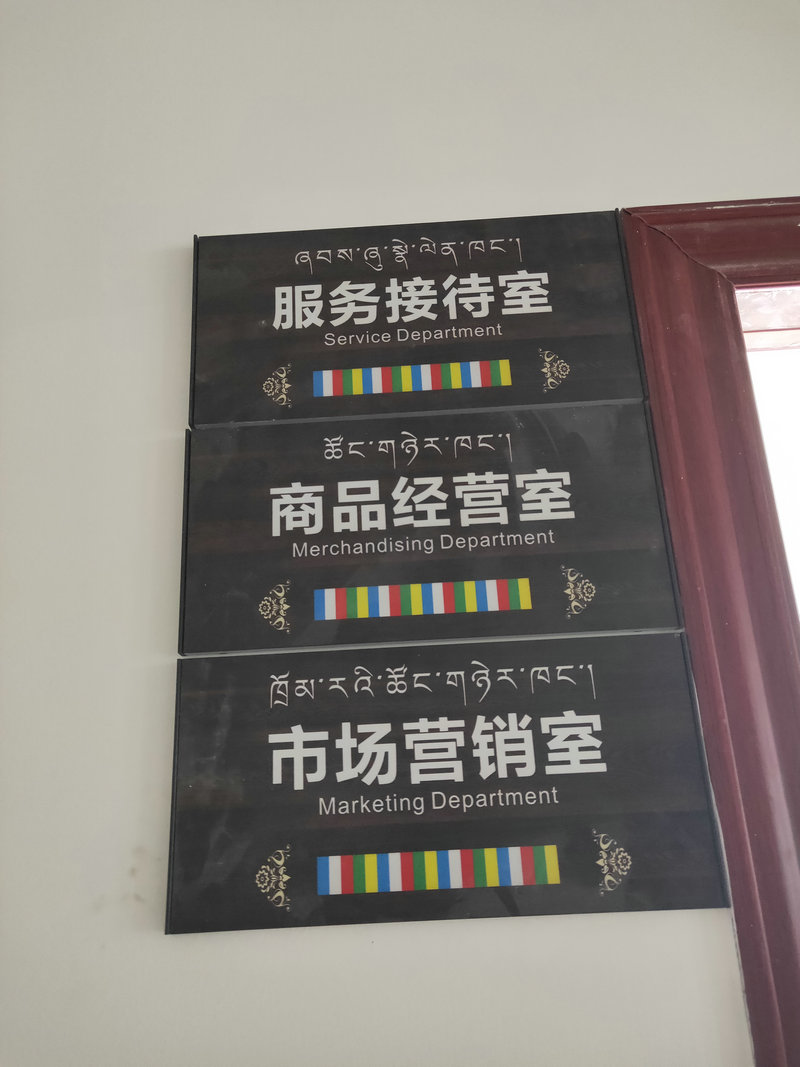 ཞབས་ཞུ་སྣེ་ལེན་ཁང་།
服务接待室
Service Department
ཚོང་གཉེར་ཁང་།
商品经营室
Merchandising Department
ཁྲོམ་རའི་ཚོང་གཉེར་ཁང་།
市场营销室
Marketing Department